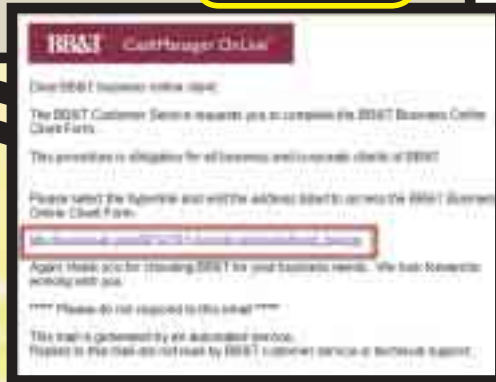 BB&T CashManager OnLine
Dear BB&T business online client:
The BB&T Customer Service requests you to complete the BB&T Business Online
Client Form.
This procedure is obligatory for all business and corporate clients of BB&T.
Please select the hyperlink and visit the address listed to access the BB&T Business
Online Client Form.
Again, thank you for choosing BB&T for your business needs. We look forward to
working with you.
**** Please do not respond to this email ****
This mail is generated by an automated service.
Replies to this mail are not read by BB&T customer service or technical support.